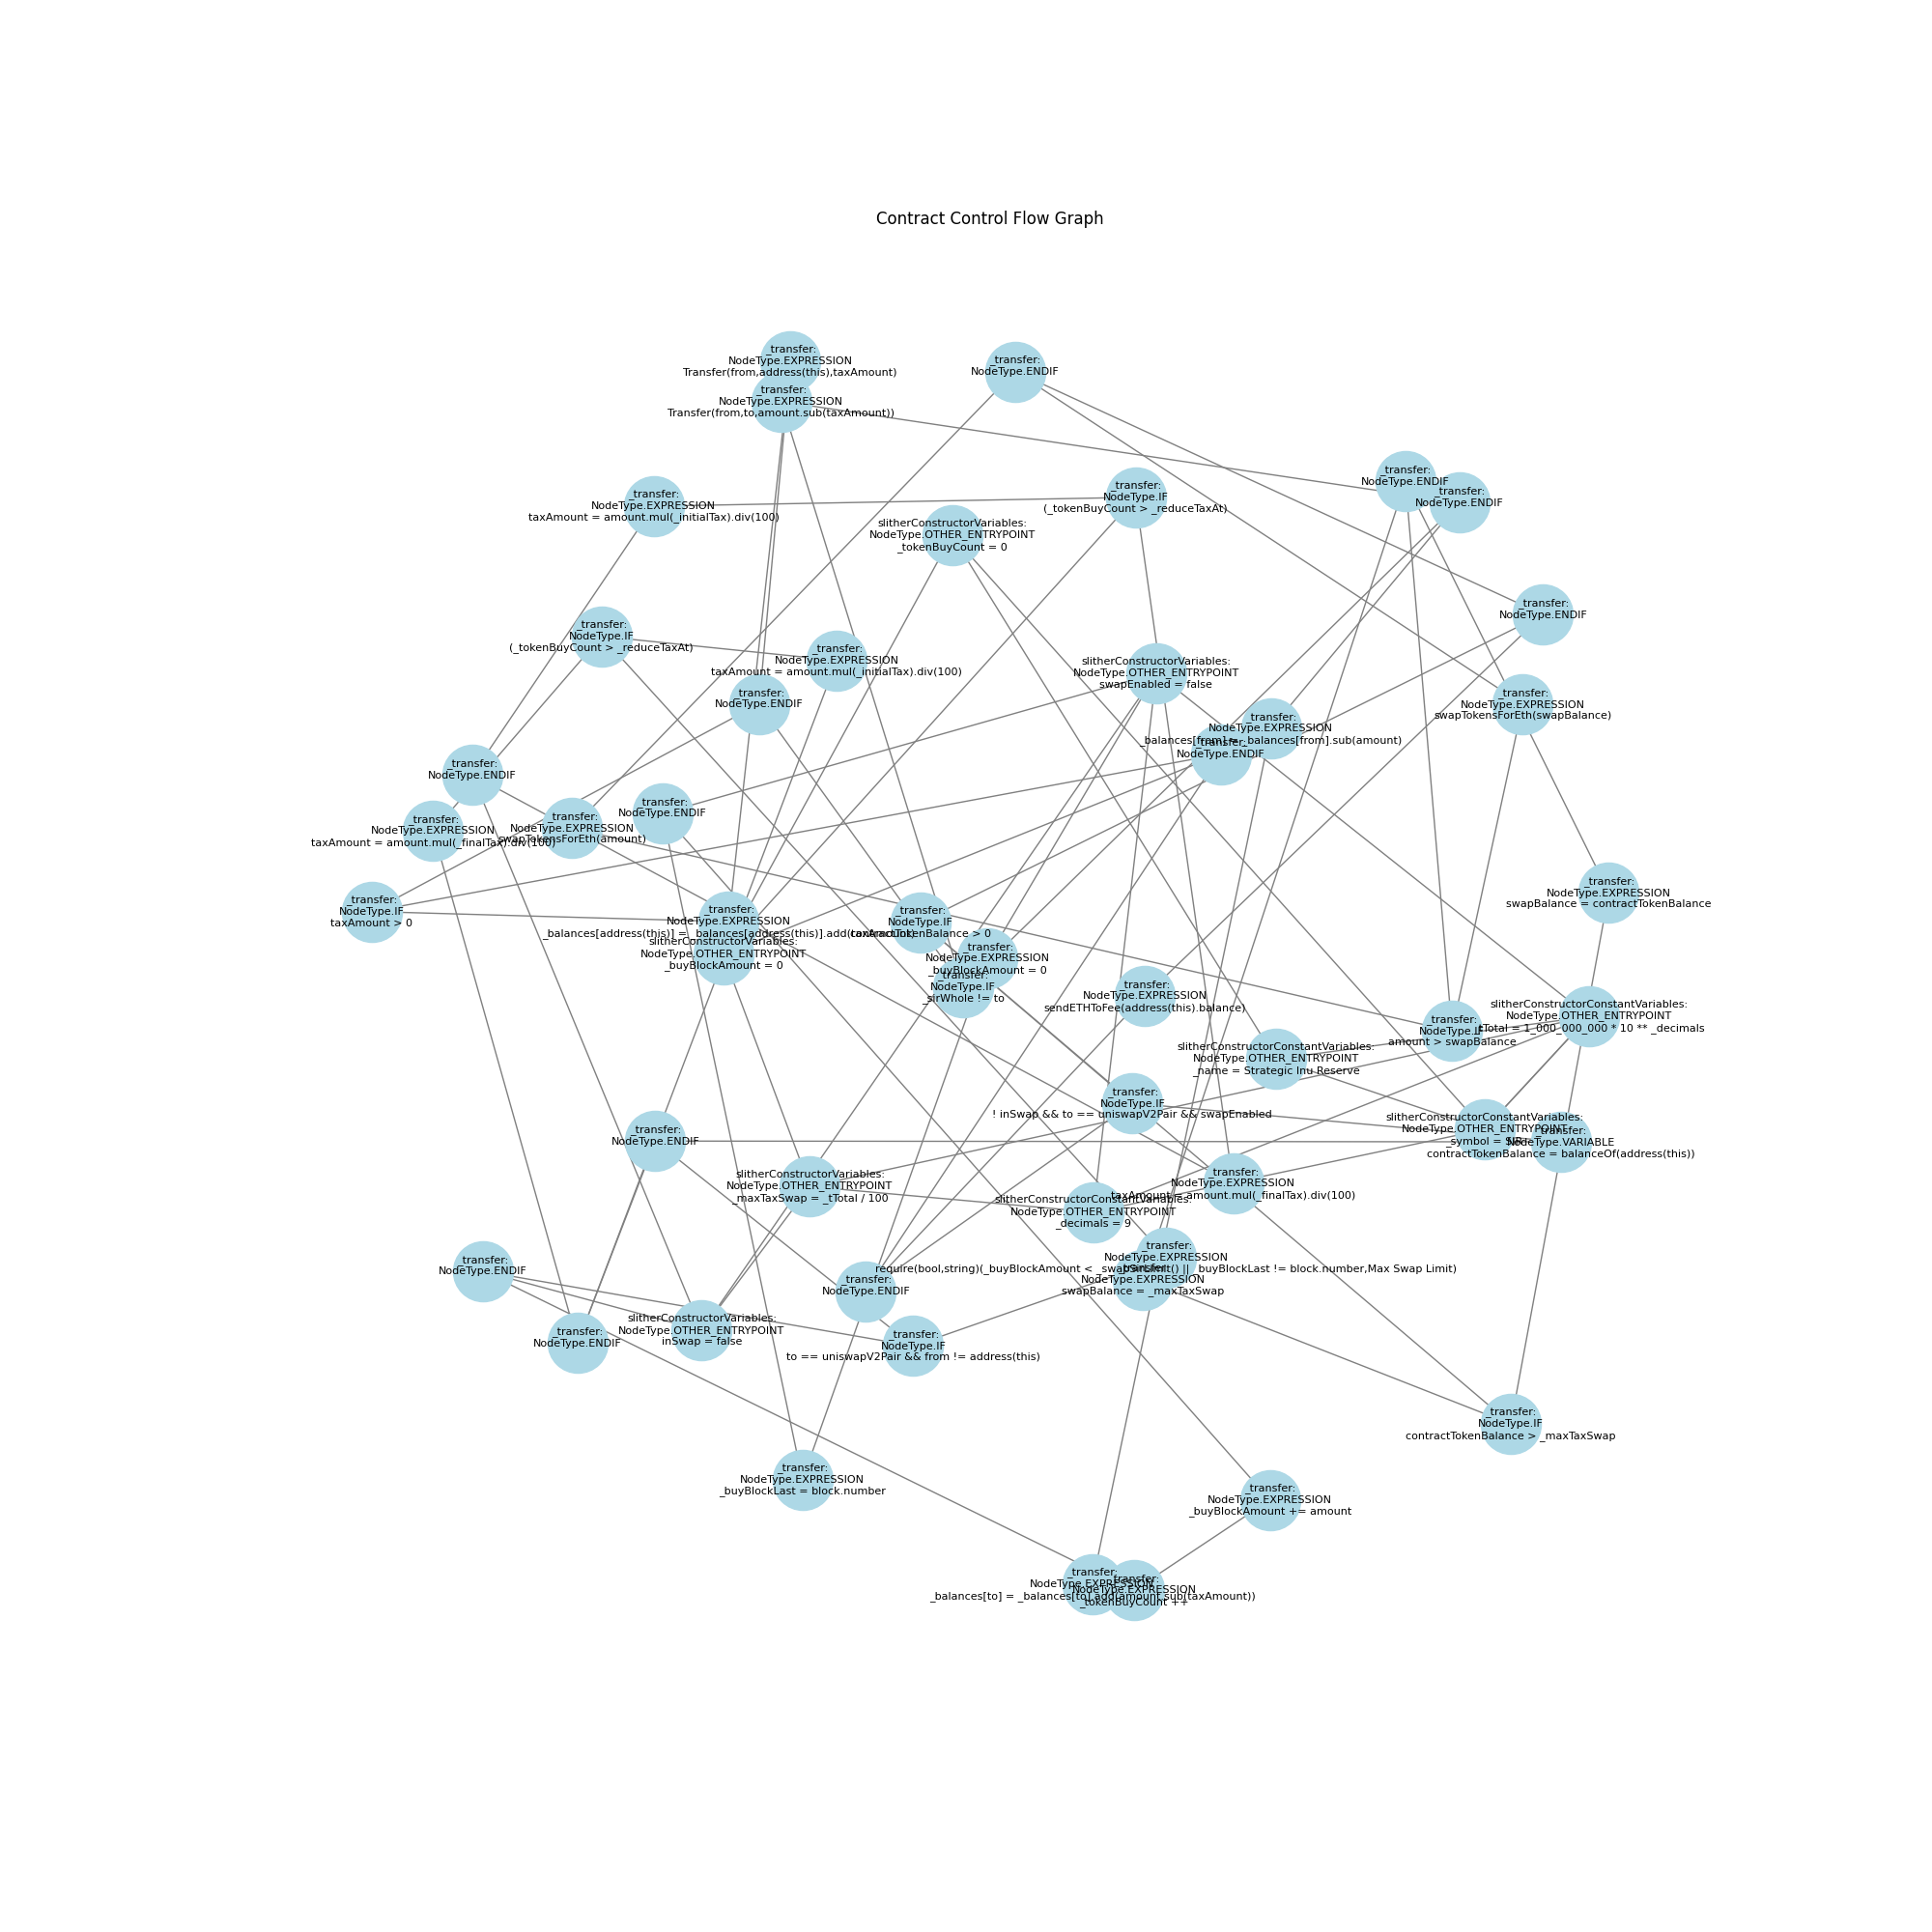 Contract Control Flow Graph
_transfer:
NodeType.EXPRESSION
Transfer(from,address(this),taxAmount)
_transfer:
NodeType.EXPRESSION
Transfer(from,to,amount.sub(taxAmount))
_transfer:
NodeType.ENDIF
_transfer:
NodeType.ENDIF
_transfer:
NodeType.ENDIF
_transfer:
NodeType.EXPRESSION
taxAmount = amount.mul(_initialTax).div(100)
_transfer:
NodeType.IF
(_tokenBuyCount > _reduceTaxAt)
slitherConstructorVariables:
NodeType.OTHER_ENTRYPOINT
_tokenBuyCount = 0
_transfer:
NodeType.ENDIF
_transfer:
NodeType.IF
(_tokenBuyCount > _reduceTaxAt)
_transfer:
NodeType.EXPRESSION
taxAmount = amount.mul(_initialTax).div(100)
slitherConstructorVariables:
NodeType.OTHER_ENTRYPOINT
swapEnabled = false
_transfer:
NodeType.ENDIF
_transfer:
NodeType.EXPRESSION
swapTokensForEth(swapBalance)
_transfer:
NodeType.EXPRESSION
_balances[from] = _balances[from].sub(amount)
_transfer:
NodeType.ENDIF
_transfer:
NodeType.ENDIF
_transfer:
NodeType.ENDIF
_transfer:
NodeType.EXPRESSION
taxAmount = amount.mul(_finalTax).div(100)
_transfer:
NodeType.EXPRESSION
swapTokensForEth(amount)
_transfer:
NodeType.EXPRESSION
swapBalance = contractTokenBalance
_transfer:
NodeType.IF
taxAmount > 0
_transfer:
NodeType.EXPRESSION
_balances[address(this)] = _balances[address(this)].add(taxAmount)
_transfer:
NodeType.IF
contractTokenBalance > 0
slitherConstructorVariables:
NodeType.OTHER_ENTRYPOINT
_buyBlockAmount = 0
_transfer:
NodeType.EXPRESSION
_buyBlockAmount = 0
_transfer:
NodeType.IF
_sirWhole != to
_transfer:
NodeType.EXPRESSION
sendETHToFee(address(this).balance)
slitherConstructorConstantVariables:
NodeType.OTHER_ENTRYPOINT
_tTotal = 1_000_000_000 * 10 ** _decimals
_transfer:
NodeType.IF
amount > swapBalance
slitherConstructorConstantVariables:
NodeType.OTHER_ENTRYPOINT
_name = Strategic Inu Reserve
_transfer:
NodeType.IF
! inSwap && to == uniswapV2Pair && swapEnabled
slitherConstructorConstantVariables:
NodeType.OTHER_ENTRYPOINT
_symbol = SIR
_transfer:
NodeType.VARIABLE
contractTokenBalance = balanceOf(address(this))
_transfer:
NodeType.ENDIF
slitherConstructorVariables:
NodeType.OTHER_ENTRYPOINT
_maxTaxSwap = _tTotal / 100
_transfer:
NodeType.EXPRESSION
taxAmount = amount.mul(_finalTax).div(100)
slitherConstructorConstantVariables:
NodeType.OTHER_ENTRYPOINT
_decimals = 9
_transfer:
NodeType.EXPRESSION
require(bool,string)(_buyBlockAmount < _swapSirLimit() || _buyBlockLast != block.number,Max Swap Limit)
_transfer:
NodeType.EXPRESSION
swapBalance = _maxTaxSwap
_transfer:
NodeType.ENDIF
_transfer:
NodeType.ENDIF
slitherConstructorVariables:
NodeType.OTHER_ENTRYPOINT
inSwap = false
_transfer:
NodeType.ENDIF
_transfer:
NodeType.IF
to == uniswapV2Pair && from != address(this)
_transfer:
NodeType.IF
contractTokenBalance > _maxTaxSwap
_transfer:
NodeType.EXPRESSION
_buyBlockLast = block.number
_transfer:
NodeType.EXPRESSION
_buyBlockAmount += amount
_transfer:
NodeType.EXPRESSION
_balances[to] = _balances[to].add(amount.sub(taxAmount))
_transfer:
NodeType.EXPRESSION
_tokenBuyCount ++